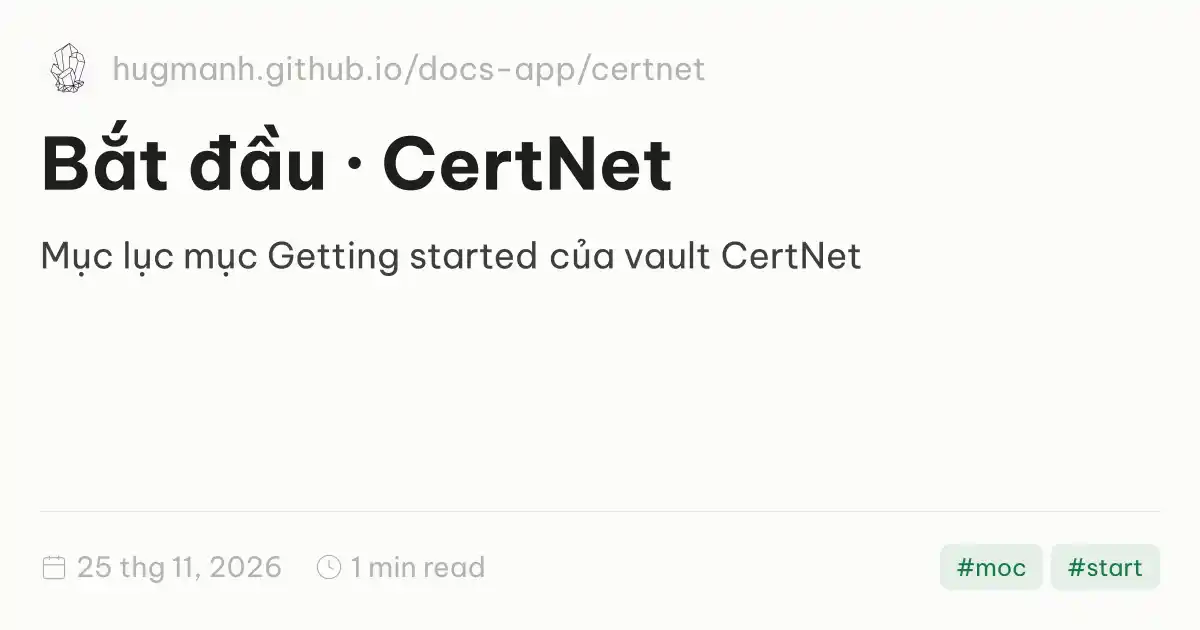 hugmanh.github.io/docs-app/certnet
Bắt đầu · CertNet
Mục lục mục Getting started của vault CertNet
25 thg 11, 2026 1 min read #moc #start